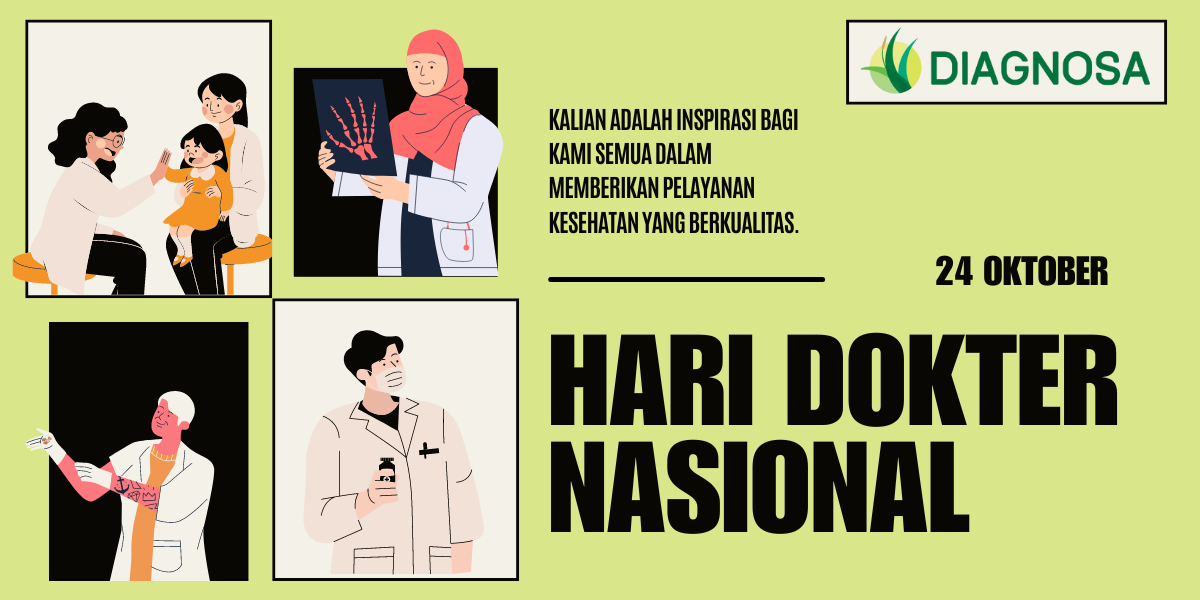 DIAGNOSA
KALIAN ADALAH INSPIRASI BAGI
KAMI SEMUA DALAM
MEMBERIKAN PELAYANAN
KESEHATAN YANG BERKUALITAS.
24 OKTOBER
HARI DOKTER
NASIONAL